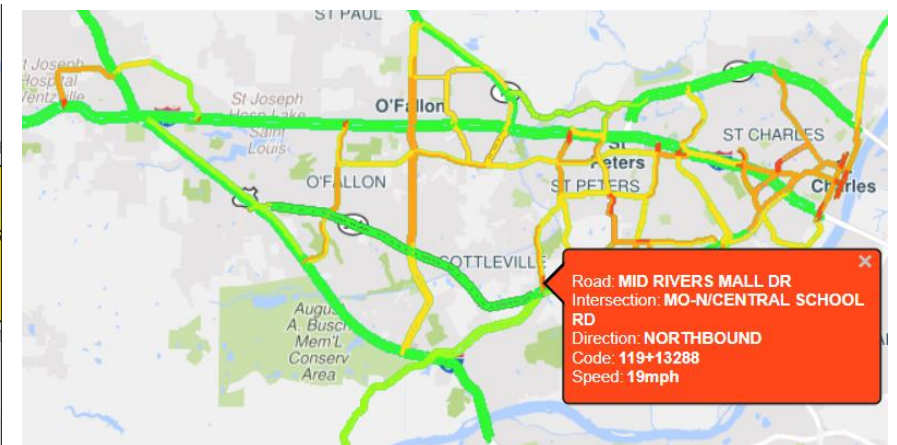 ST PAUL
t Joseph
Hospital
Ventzville
St Joseph
Hosp Lake
Saint
Louis
O'Fallon
ST CHARLES
St
Peters
O'FALLON
ST PETERS
Charles
COTTLEVILLE
August
A. Busch
Mem'L
Conserv
Area
×
Road: MID RIVERS MALL DR
Intersection: MO-N/CENTRAL SCHOOL
RD
Direction: NORTHBOUND
Code: 119+13288
Speed: 19mph